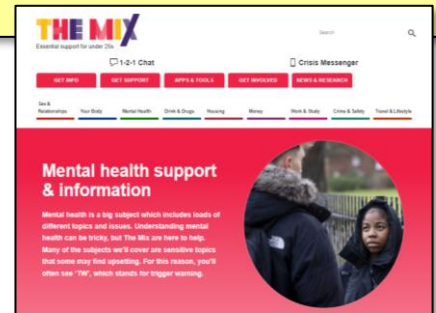 THE MIX
Essential support for under 25s
Search
1-2-1 Chat
Crisis Messenger
GET INFO
GET SUPPORT
APPS & TOOLS
GET INVOLVED
NEWS & RESEARCH
Sex &
Relationships
Your Body
Mental Health
Drink & Drugs
Housing
Money
Work & Study
Crime & Safety
Travel & Lifestyle
Mental health support
& information
Mental health is a big subject which includes loads of
different topics and issues. Understanding mental
health can be tricky, but The Mix are here to help.
Many of the subjects we'll cover are sensitive topics
that some may find upsetting. For this reason, you'll
often see "TW", which stands for trigger warning.